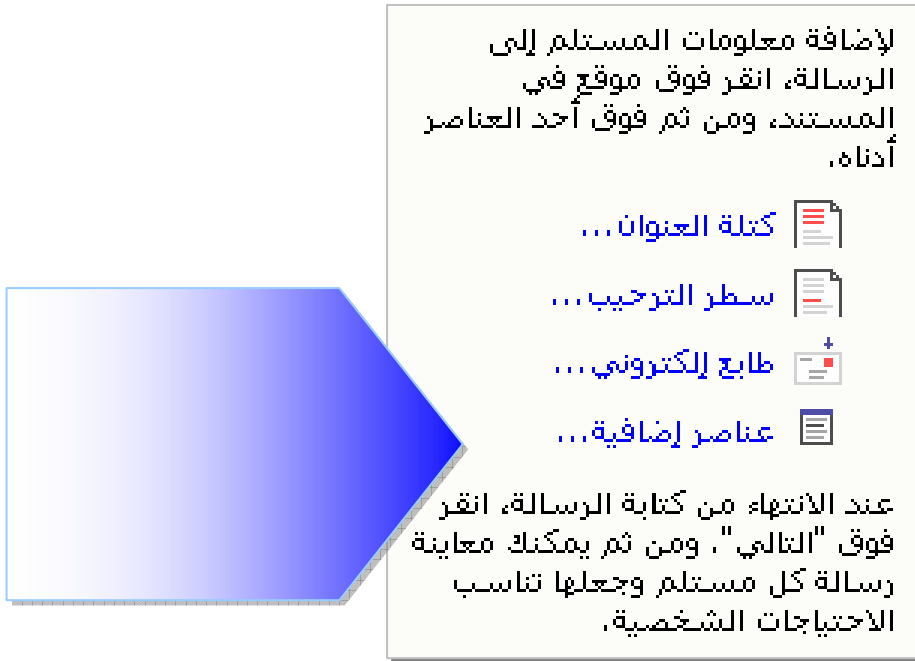 لإضافة معلومات المستلم إلى
الرسالة، انقر فوق موقع في
المستند، ومن ثم فوق أحد العناصر
أدناه.
كتلة العنوان...
سطر الترحيب...
طابع إلكتروني...
عناصر إضافية...
عند الانتهاء من كتابة الرسالة، انقر
فوق "التالي". ومن ثم يمكنك معاينة
رسالة كل مستلم وجعلها تناسب
الاحتياجات الشخصية.